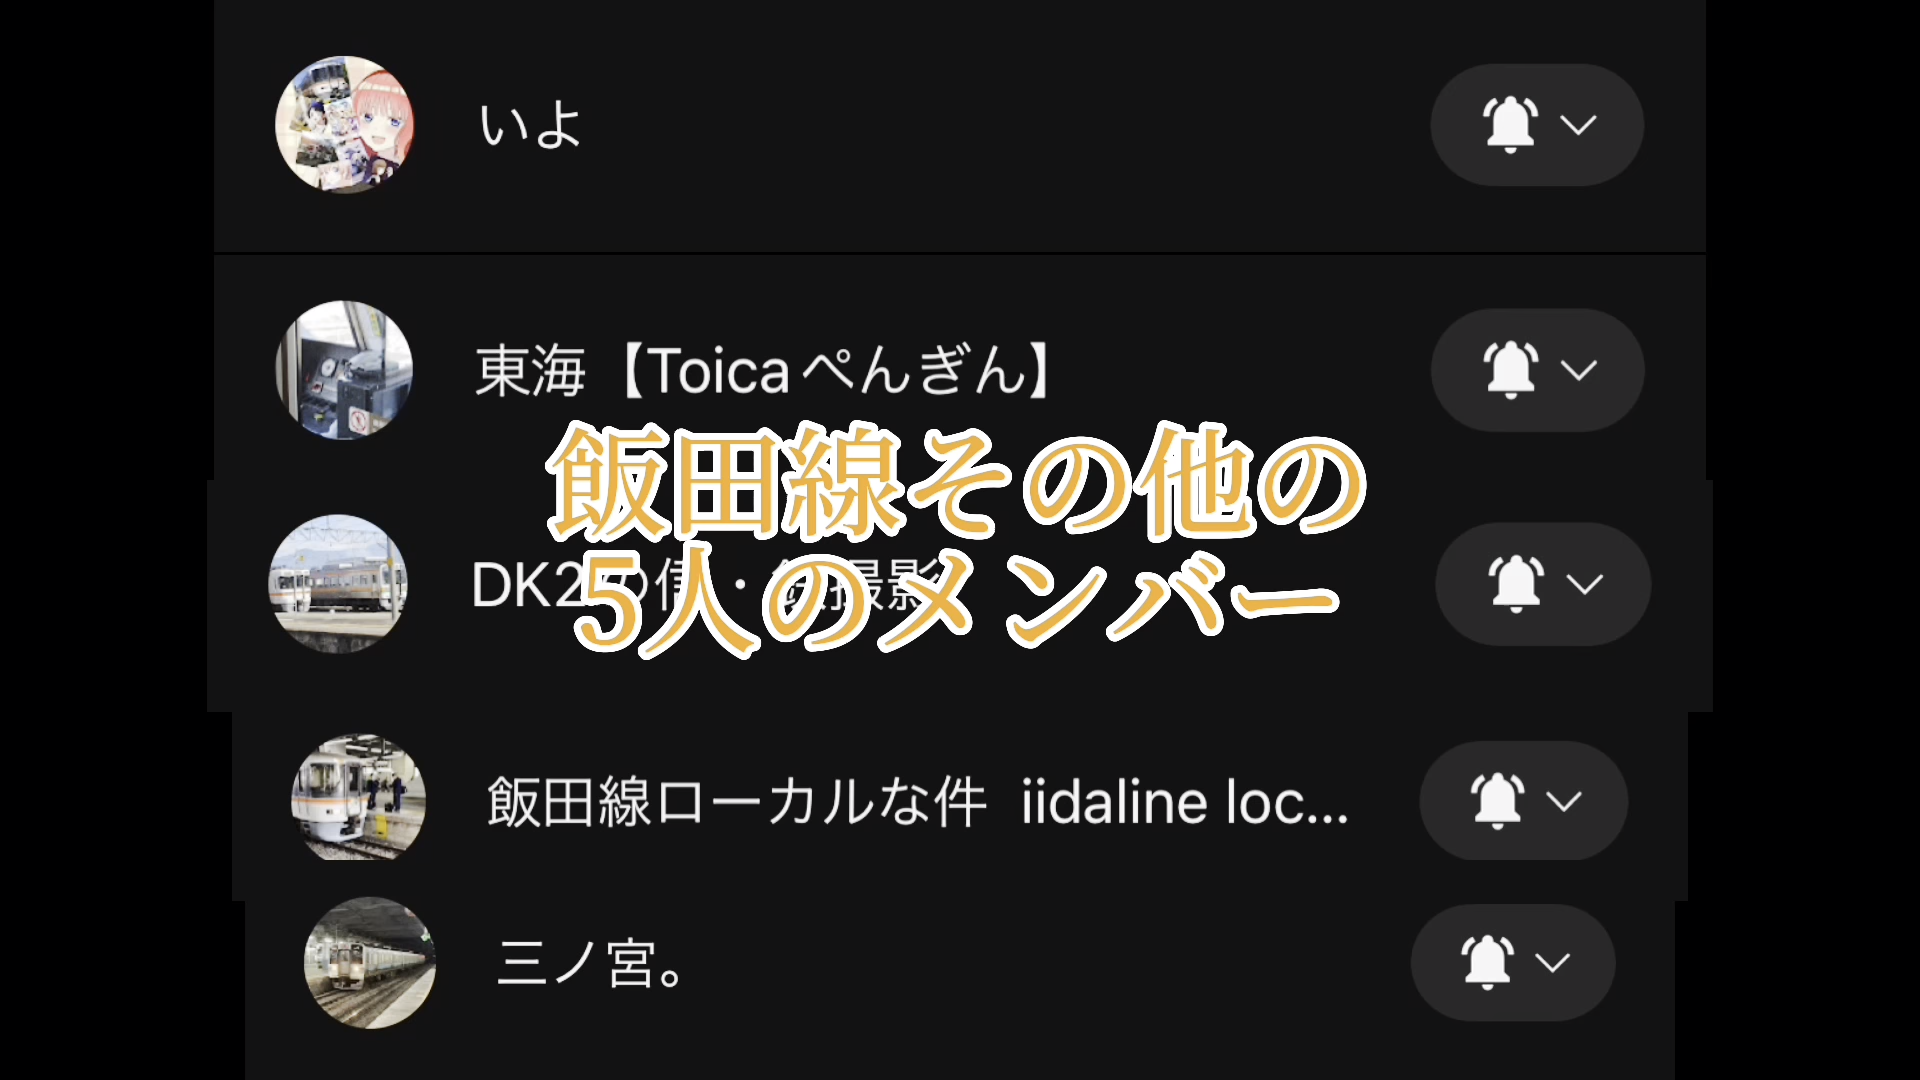 いよ
東海【Toicaぺんぎん】
飯田線その他の
DK2
5人のメンバー
飯田線ローカルな件 iidaline loc...
三ノ宮。